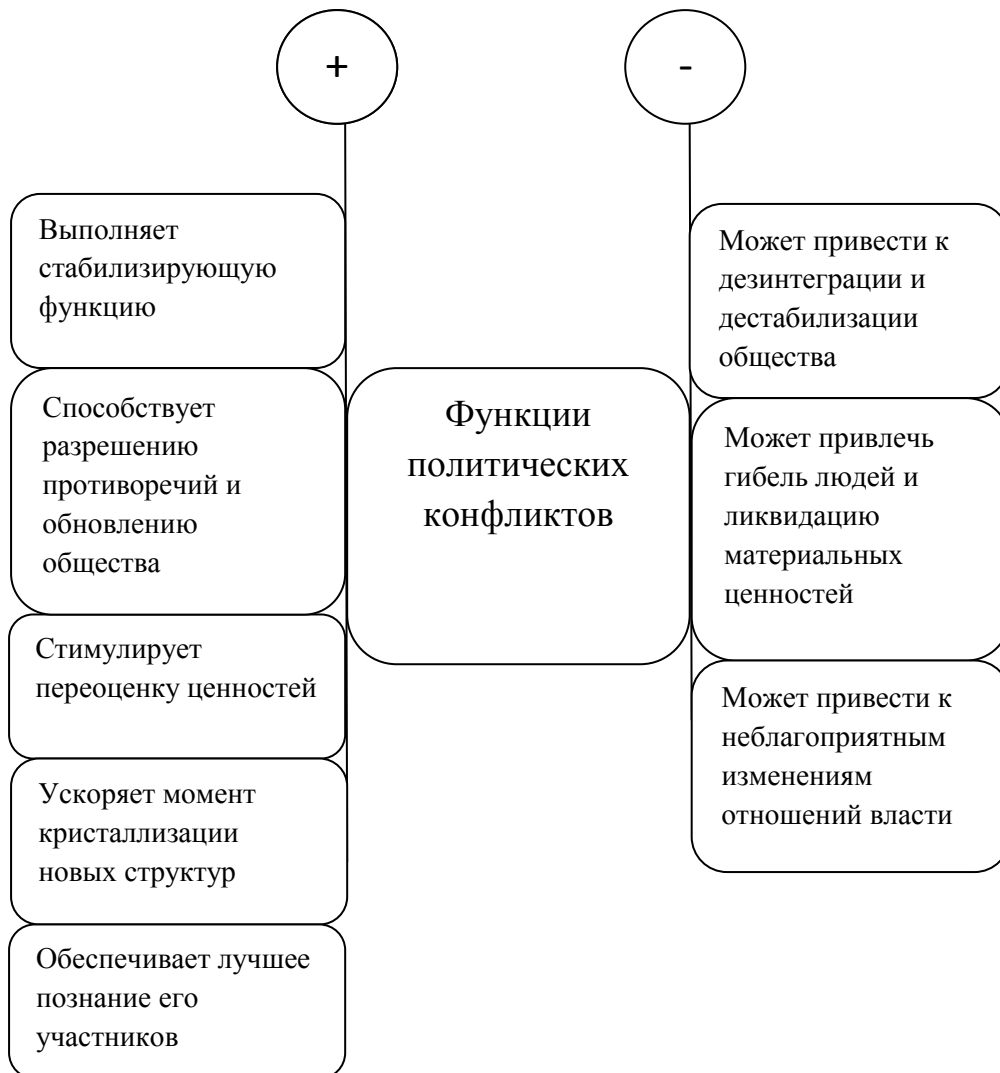 +
-
Выполняет
стабилизирующую
функцию
Способствует
разрешению
противоречий и
обновлению
общества
Стимулирует
переоценку ценностей
Ускоряет момент
кристаллизации
новых структур
Обеспечивает лучшее
познание его
участников
Функции
политических
конфликтов
Может привести к
дезинтеграции и
дестабилизации
общества
Может привлечь
гибель людей и
ликвидацию
материальных
ценностей
Может привести к
неблагоприятным
изменениям
отношений власти